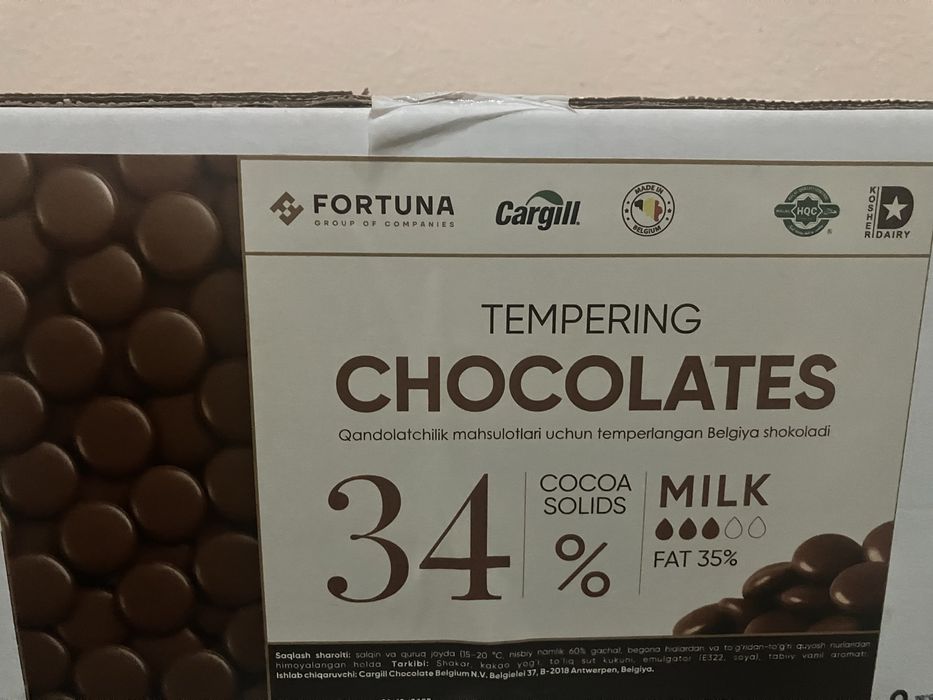 FORTUNA
GROUP OF COMPANIES
Cargill
MADE IN
BELGIUM
HQC
KOSHER
D
DAIRY
TEMPERING
CHOCOLATES
Qandolatchilik mahsulotlari uchun temperlangan Belgiya shokoladi
34
COCOA
SOLIDS
%
MILK
FAT 35%
Saqlash sharoiti: salqin va quruq joyda (15-20 °C, nisbiy namlik 60% gacha), begona hidlardan va to'g'ridan-to'g'ri quyosh nurlaridan
himoyalangan holda Tarkibi: Shakar, kakao yog'i, to'liq sut kukuni, emulgator (E322, soya), tabiiy vanil aromati.
Ishlab chiqaruvchi: Cargill Chocolate Belgium N.V. Belgielei 37, B-2018 Antwerpen, Belgiya.